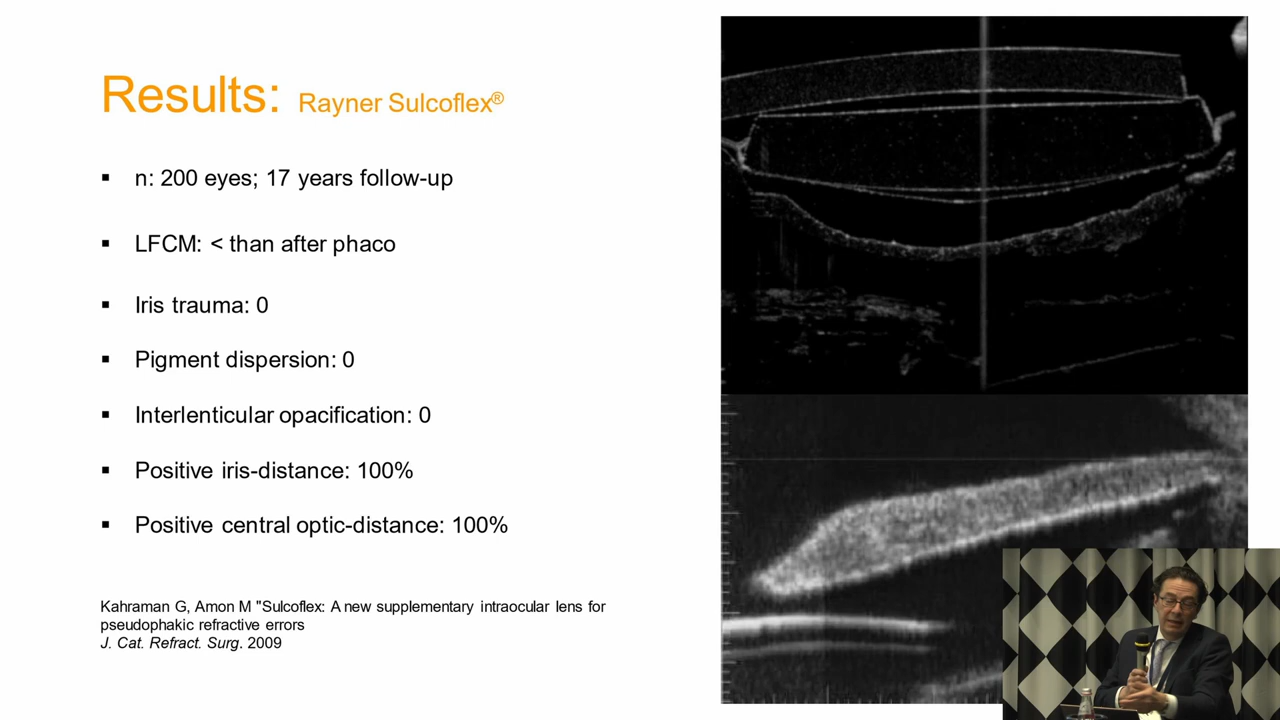 Results: Rayner Sulcoflex®
▪ n: 200 eyes; 17 years follow-up
▪ LFCM: < than after phaco
▪ Iris trauma: 0
▪ Pigment dispersion: 0
▪ Interlenticular opacification: 0
▪ Positive iris-distance: 100%
▪ Positive central optic-distance: 100%
Kahraman G, Amon M "Sulcoflex: A new supplementary intraocular lens for
pseudophakic refractive errors
J. Cat. Refract. Surg. 2009